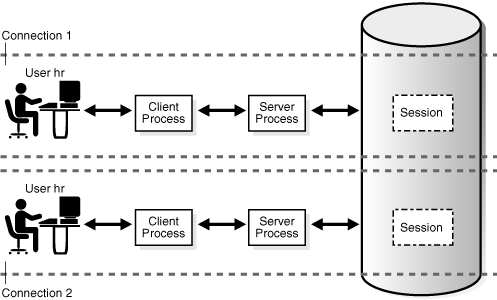 Connection 1
User hr
Client
Process
Server
Process
Session
User hr
Client
Process
Server
Process
Session
Connection 2